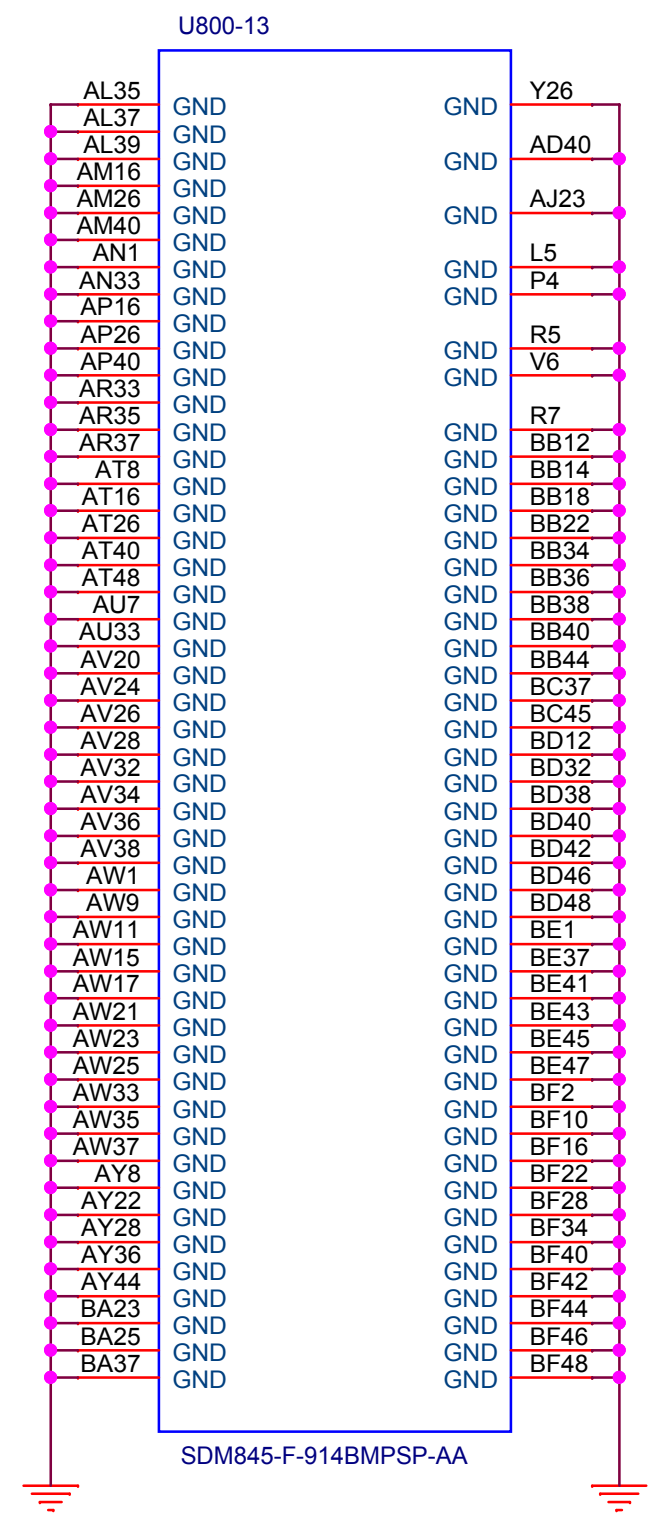 U800-13
AL35 GND GND Y26
AL37 GND
AL39 GND GND AD40
AM16 GND
AM26 GND GND AJ23
AM40 GND
AN1 GND GND L5
AN33 GND GND P4
AP16 GND
AP26 GND GND R5
AP40 GND GND V6
AR33 GND
AR35 GND GND R7
AR37 GND GND BB12
AT8 GND GND BB14
AT16 GND GND BB18
AT26 GND GND BB22
AT40 GND GND BB34
AT48 GND GND BB36
AU7 GND GND BB38
AU33 GND GND BB40
AV20 GND GND BB44
AV24 GND GND BC37
AV26 GND GND BC45
AV28 GND GND BD12
AV32 GND GND BD32
AV34 GND GND BD38
AV36 GND GND BD40
AV38 GND GND BD42
AW1 GND GND BD46
AW9 GND GND BD48
AW11 GND GND BE1
AW15 GND GND BE37
AW17 GND GND BE41
AW21 GND GND BE43
AW23 GND GND BE45
AW25 GND GND BE47
AW33 GND GND BF2
AW35 GND GND BF10
AW37 GND GND BF16
AY8 GND GND BF22
AY22 GND GND BF28
AY28 GND GND BF34
AY36 GND GND BF40
AY44 GND GND BF42
BA23 GND GND BF44
BA25 GND GND BF46
BA37 GND GND BF48
SDM845-F-914BMPSP-AA